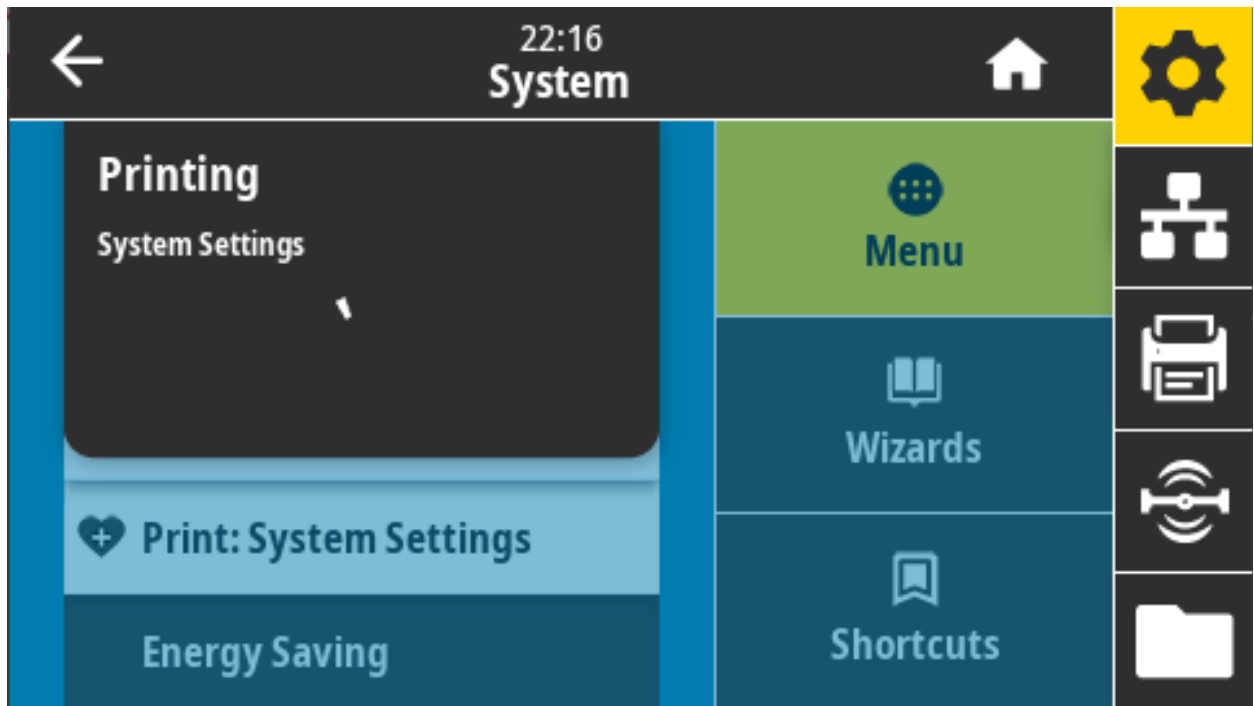 22:16
System
Printing
System Settings
Print: System Settings
Energy Saving
Menu
Wizards
Shortcuts